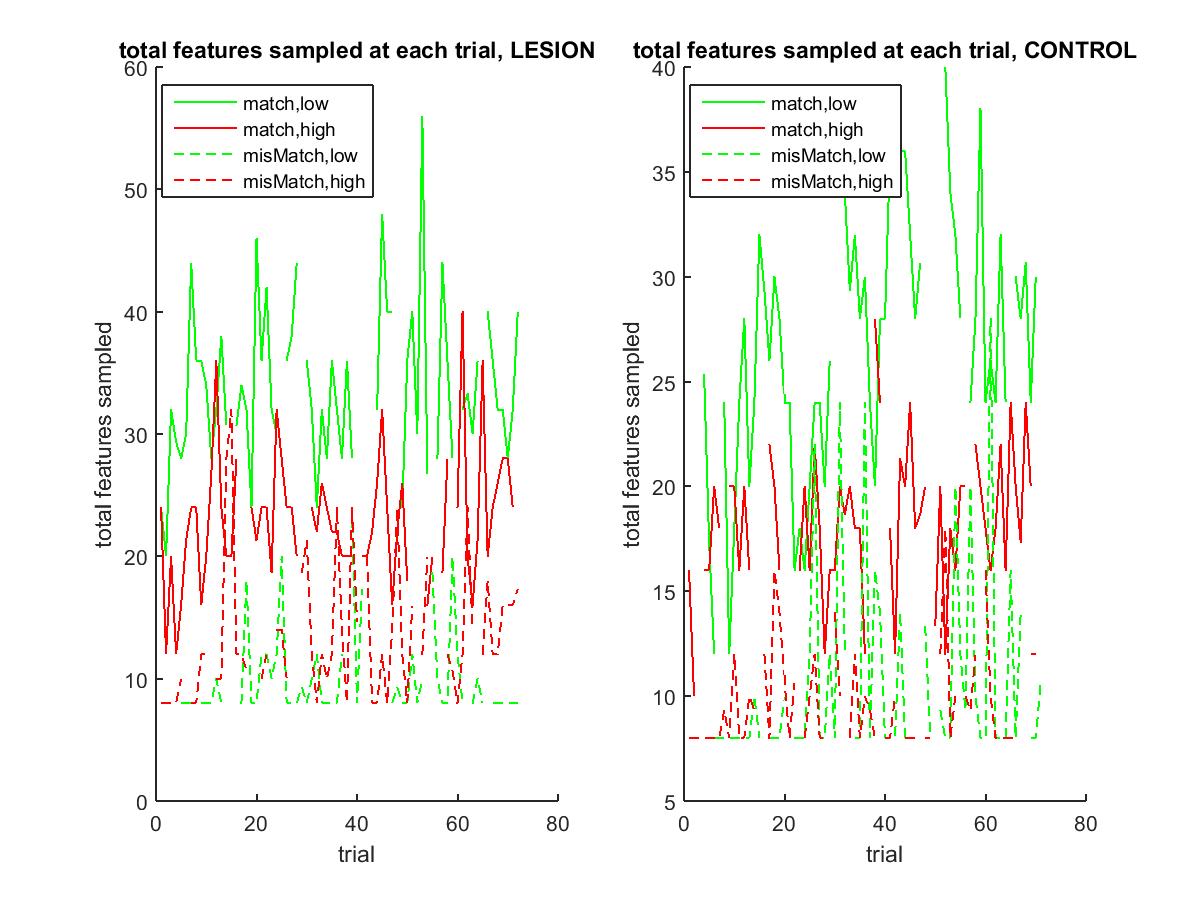 total features sampled at each trial, LESION
60
50
40
30
20
10
0
0 20 40 60 80
trial
total features sampled
match,low
match,high
misMatch,low
misMatch,high
total features sampled at each trial, CONTROL
40
35
30
25
20
15
10
5
0 20 40 60 80
trial
total features sampled
match,low
match,high
misMatch,low
misMatch,high